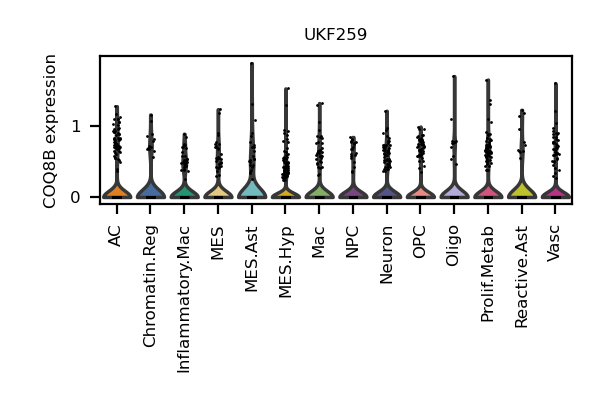 UKF259
COQ8B expression
1
0
AC
Chromatin.Reg
Inflammatory.Mac
MES
MES.Ast
MES.Hyp
Mac
NPC
Neuron
OPC
Oligo
Prolif.Metab
Reactive.Ast
Vasc